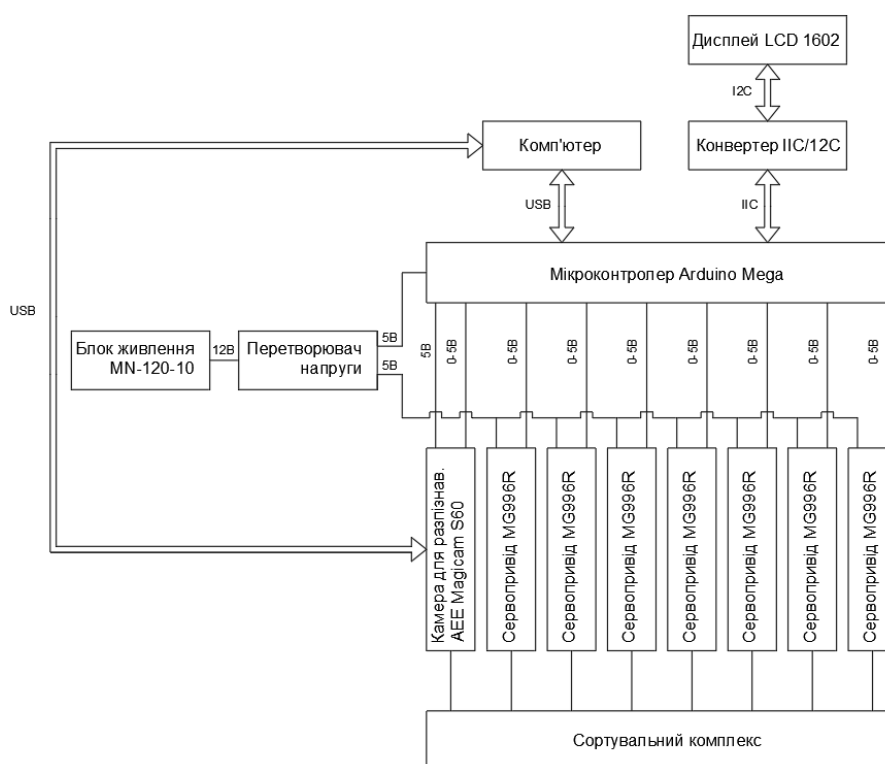 Дисплей LCD 1602
I2C
Комп'ютер
Конвертер IIC/12C
USB
IIC
Мікроконтролер Arduino Mega
USB
Блок живлення
MN-120-10
12В
Перетворювач
напруги
5В
5В
5В
0-5В
0-5В
0-5В
0-5В
0-5В
0-5В
0-5В
0-5В
Камера для разпізнав.
AEE Magicam S60
Сервопривід MG996R
Сервопривід MG996R
Сервопривід MG996R
Сервопривід MG996R
Сервопривід MG996R
Сервопривід MG996R
Сервопривід MG996R
Сортувальний комплекс